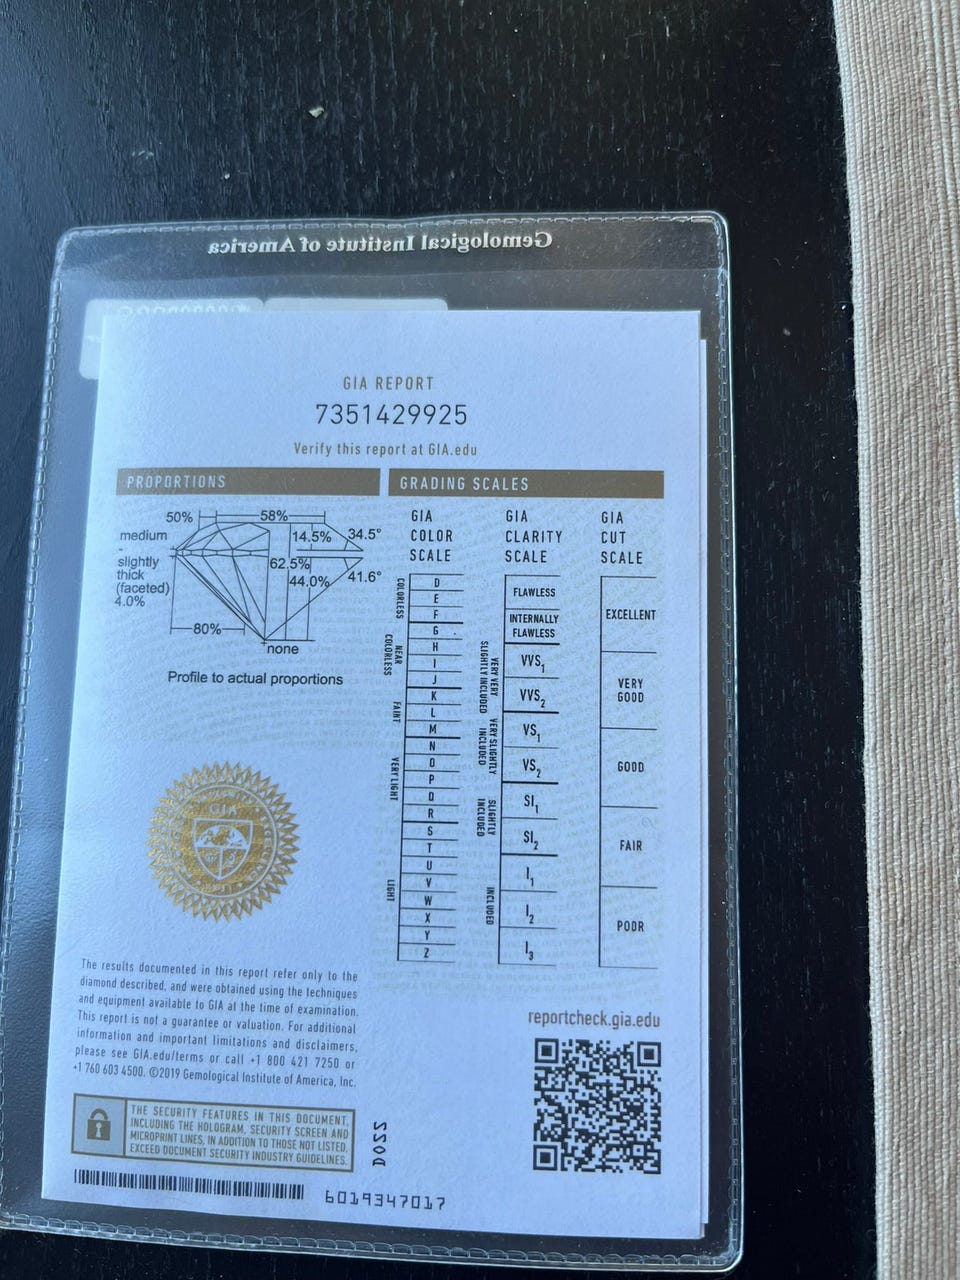 Gemological Institute of America
GIA REPORT
7351429925
Verify this report at GIA.edu
PROPORTIONS
50%
58%
medium
-
slightly
thick
(faceted)
4.0%
14.5%
34.5°
62.5%
44.0%
41.6°
80%
none
Profile to actual proportions
GIA
The results documented in this report refer only to the
diamond described, and were obtained using the techniques
and equipment available to GIA at the time of examination.
This report is not a guarantee or valuation. For additional
information and important limitations and disclaimers,
please see GIA.edu/terms or call +1 800 421 7250 or
+1 760 603 4500. ©2019 Gemological Institute of America, Inc.
THE SECURITY FEATURES IN THIS DOCUMENT,
INCLUDING THE HOLOGRAM, SECURITY SCREEN AND
MICROPRINT LINES, IN ADDITION TO THOSE NOT LISTED,
EXCEED DOCUMENT SECURITY INDUSTRY GUIDELINES.
6019347017
GRADING SCALES
GIA
COLOR
SCALE
COLORLESS
D
E
F
NEAR
COLORLESS
G
H
I
J
FAINT
K
L
M
VERY LIGHT
N
O
P
Q
R
LIGHT
S
T
U
V
W
X
Y
Z
GIA
CLARITY
SCALE
FLAWLESS
INTERNALLY
FLAWLESS
VERY VERY
SLIGHTLY INCLUDED
VVS1
VVS2
VERY SLIGHTLY
INCLUDED
VS1
VS2
SLIGHTLY
INCLUDED
SI1
SI2
INCLUDED
I1
I2
I3
GIA
CUT
SCALE
EXCELLENT
VERY
GOOD
GOOD
FAIR
POOR
reportcheck.gia.edu